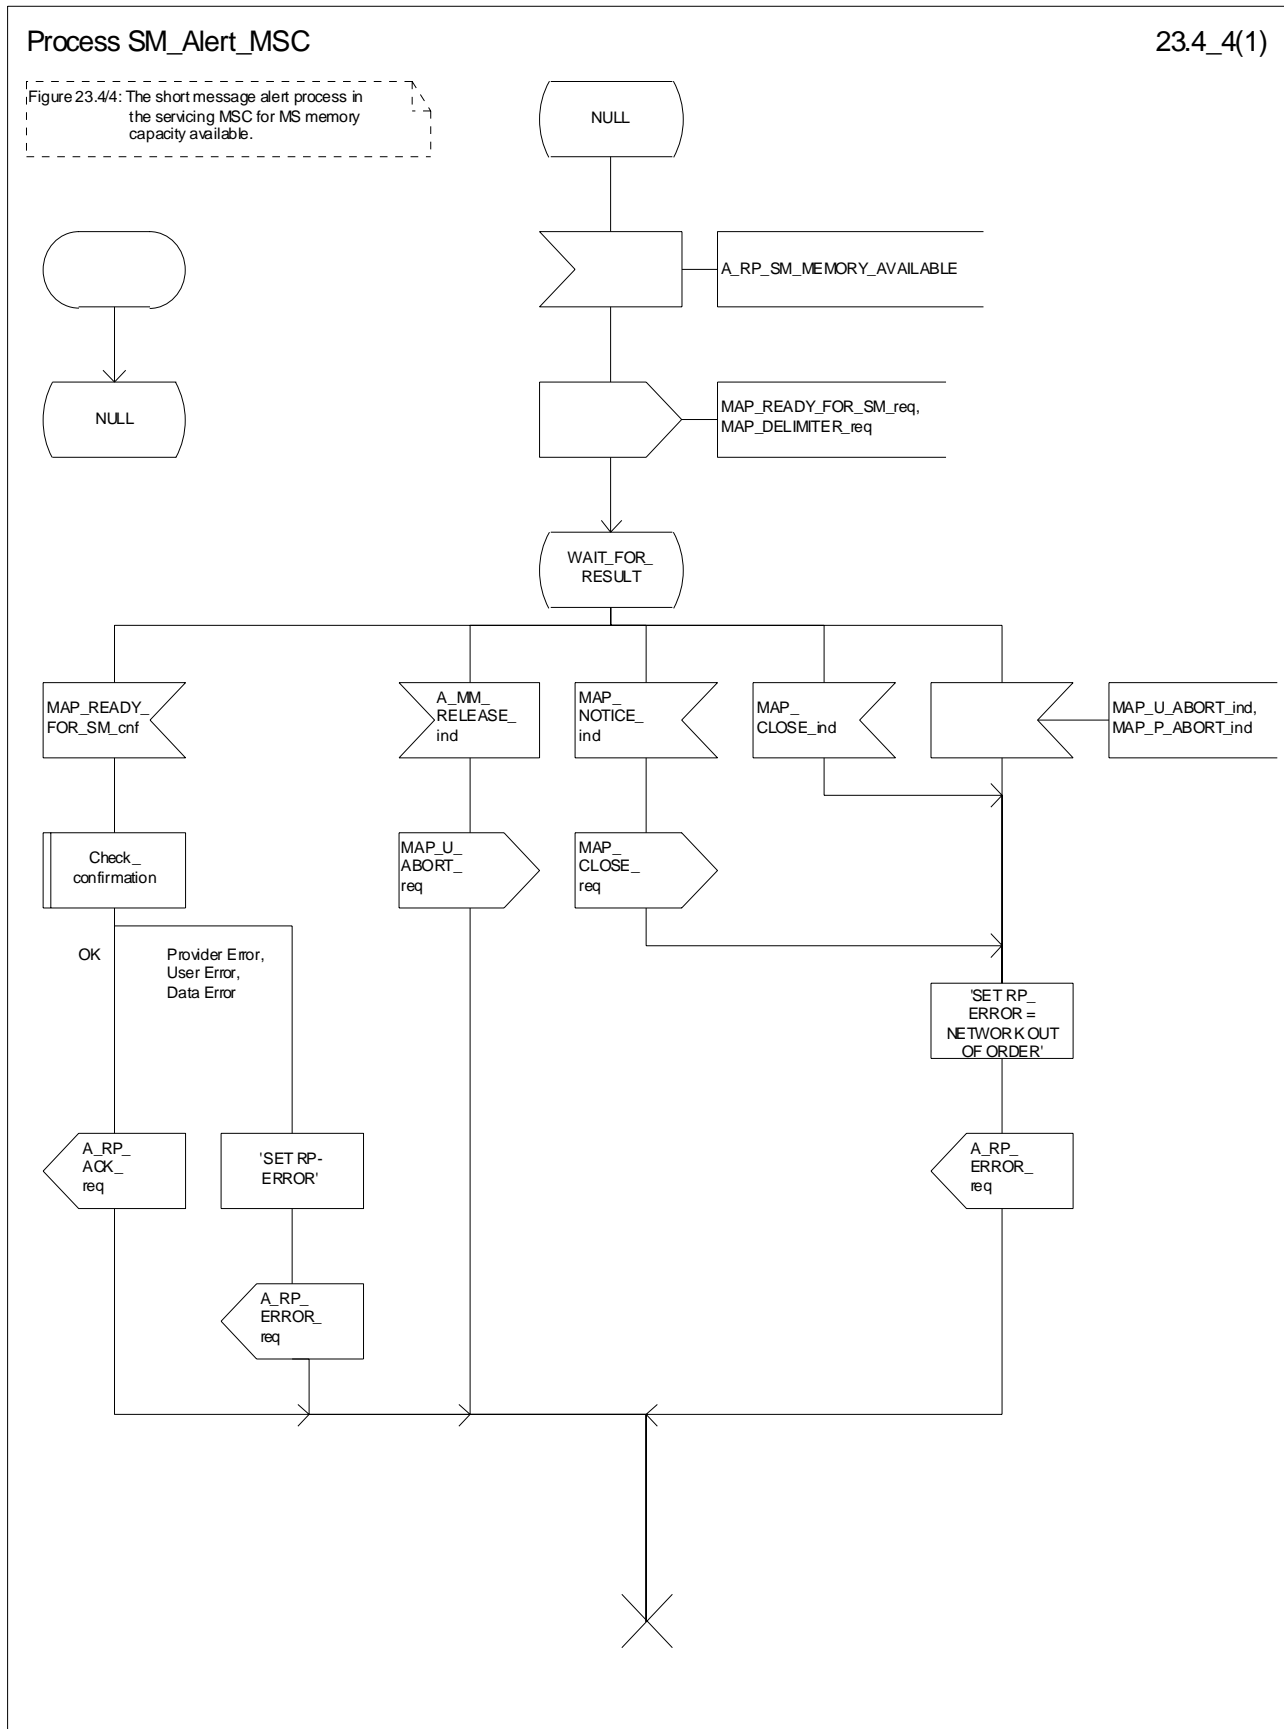 Process SM_Alert_MSC
23.4_4(1)
Figure 23.4/4: The short message alert process in
the servicing MSC for MS memory
capacity available.
NULL
A_RP_SM_MEMORY_AVAILABLE
NULL
MAP_READY_FOR_SM_req,
MAP_DELIMITER_req
WAIT_FOR_
RESULT
MAP_READY_
FOR_SM_cnf
A_MM_
RELEASE_
ind
MAP_
NOTICE_
ind
MAP_
CLOSE_ind
MAP_U_ABORT_ind,
MAP_P_ABORT_ind
Check_
confirmation
MAP_U_
ABORT_
req
MAP_
CLOSE_
req
OK
Provider Error,
User Error,
Data Error
'SET RP_
ERROR =
NETWORK OUT
OF ORDER'
A_RP_
ACK_
req
'SET RP-
ERROR'
A_RP_
ERROR_
req
A_RP_
ERROR_
req